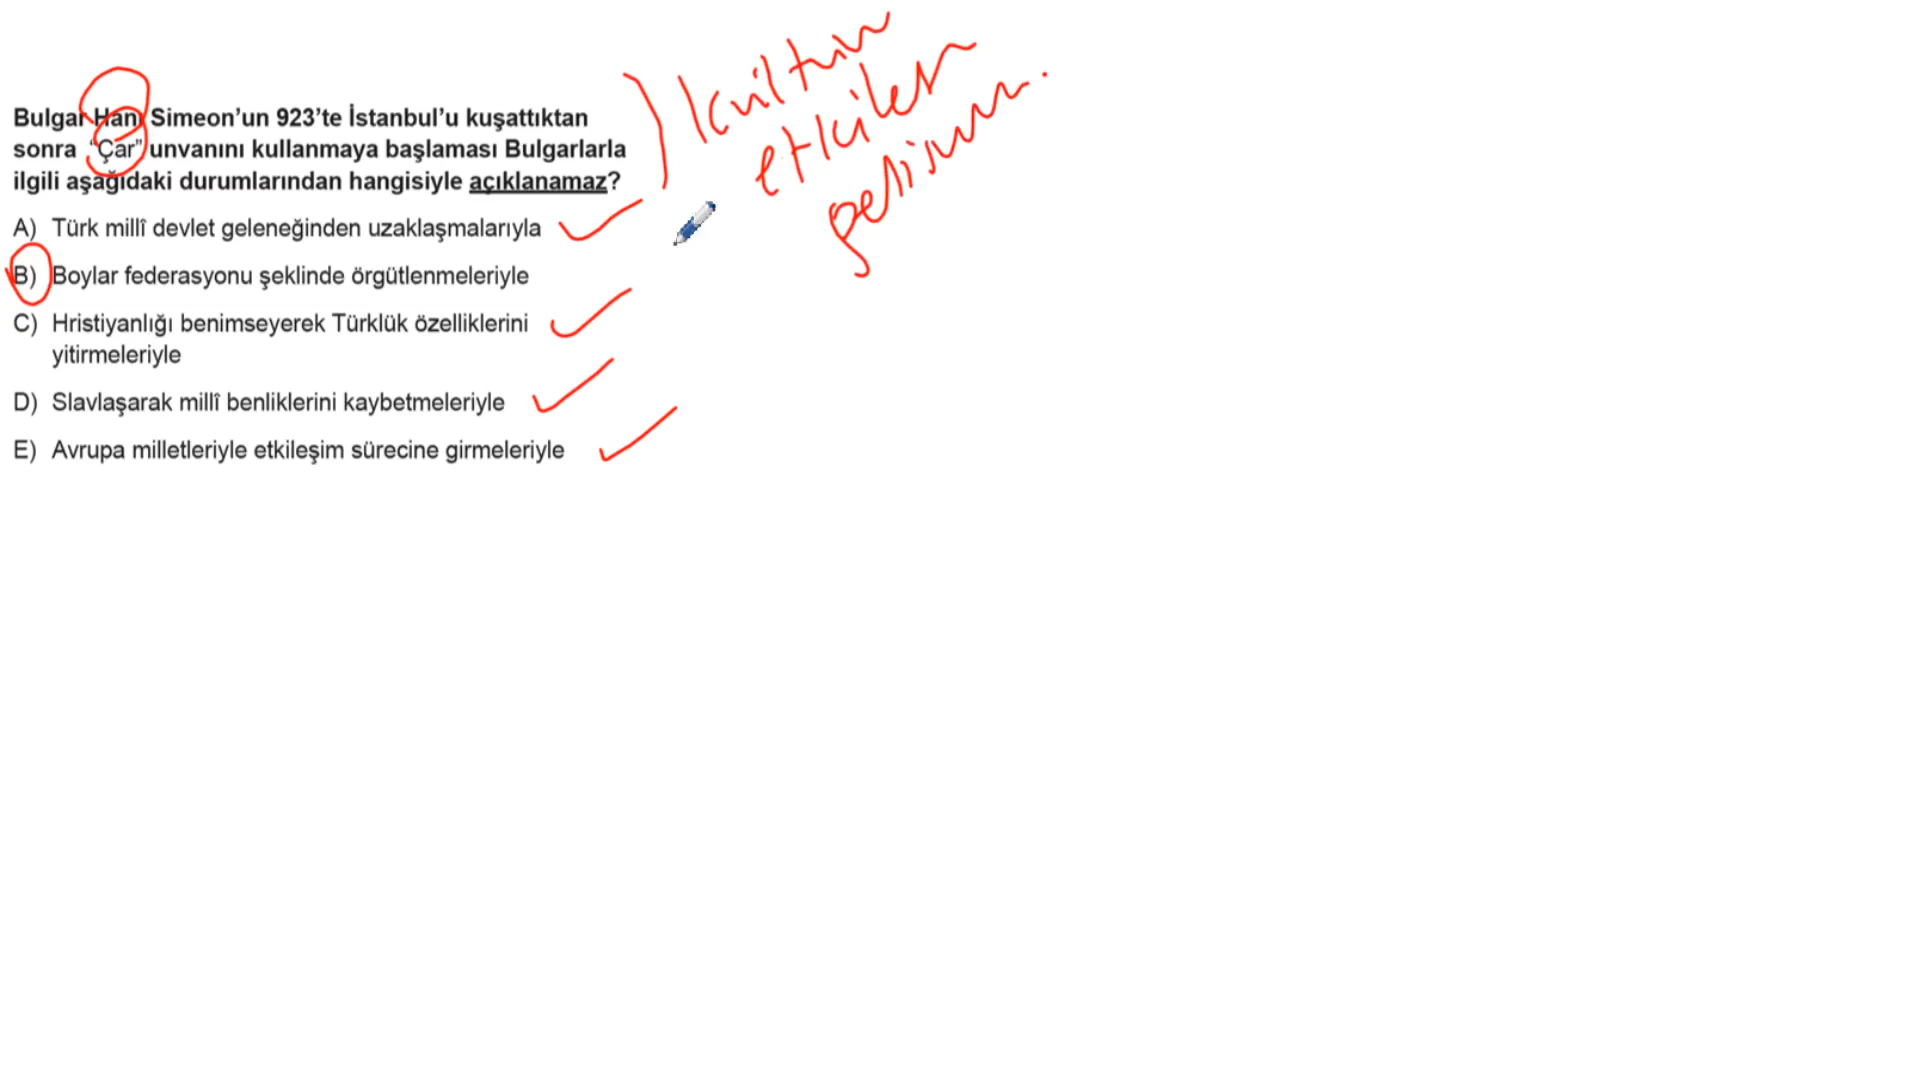 Bulgar Hanı Simeon’un 923’te İstanbul’u kuşattıktan
sonra “Çar” unvanını kullanmaya başlaması Bulgarlarla
ilgili aşağıdaki durumlarından hangisiyle açıklanamaz?
A) Türk millî devlet geleneğinden uzaklaşmalarıyla
B) Boylar federasyonu şeklinde örgütlenmeleriyle
C) Hristiyanlığı benimseyerek Türklük özelliklerini
yitirmeleriyle
D) Slavlaşarak millî benliklerini kaybetmeleriyle
E) Avrupa milletleriyle etkileşim sürecine girmeleriyle
kültür